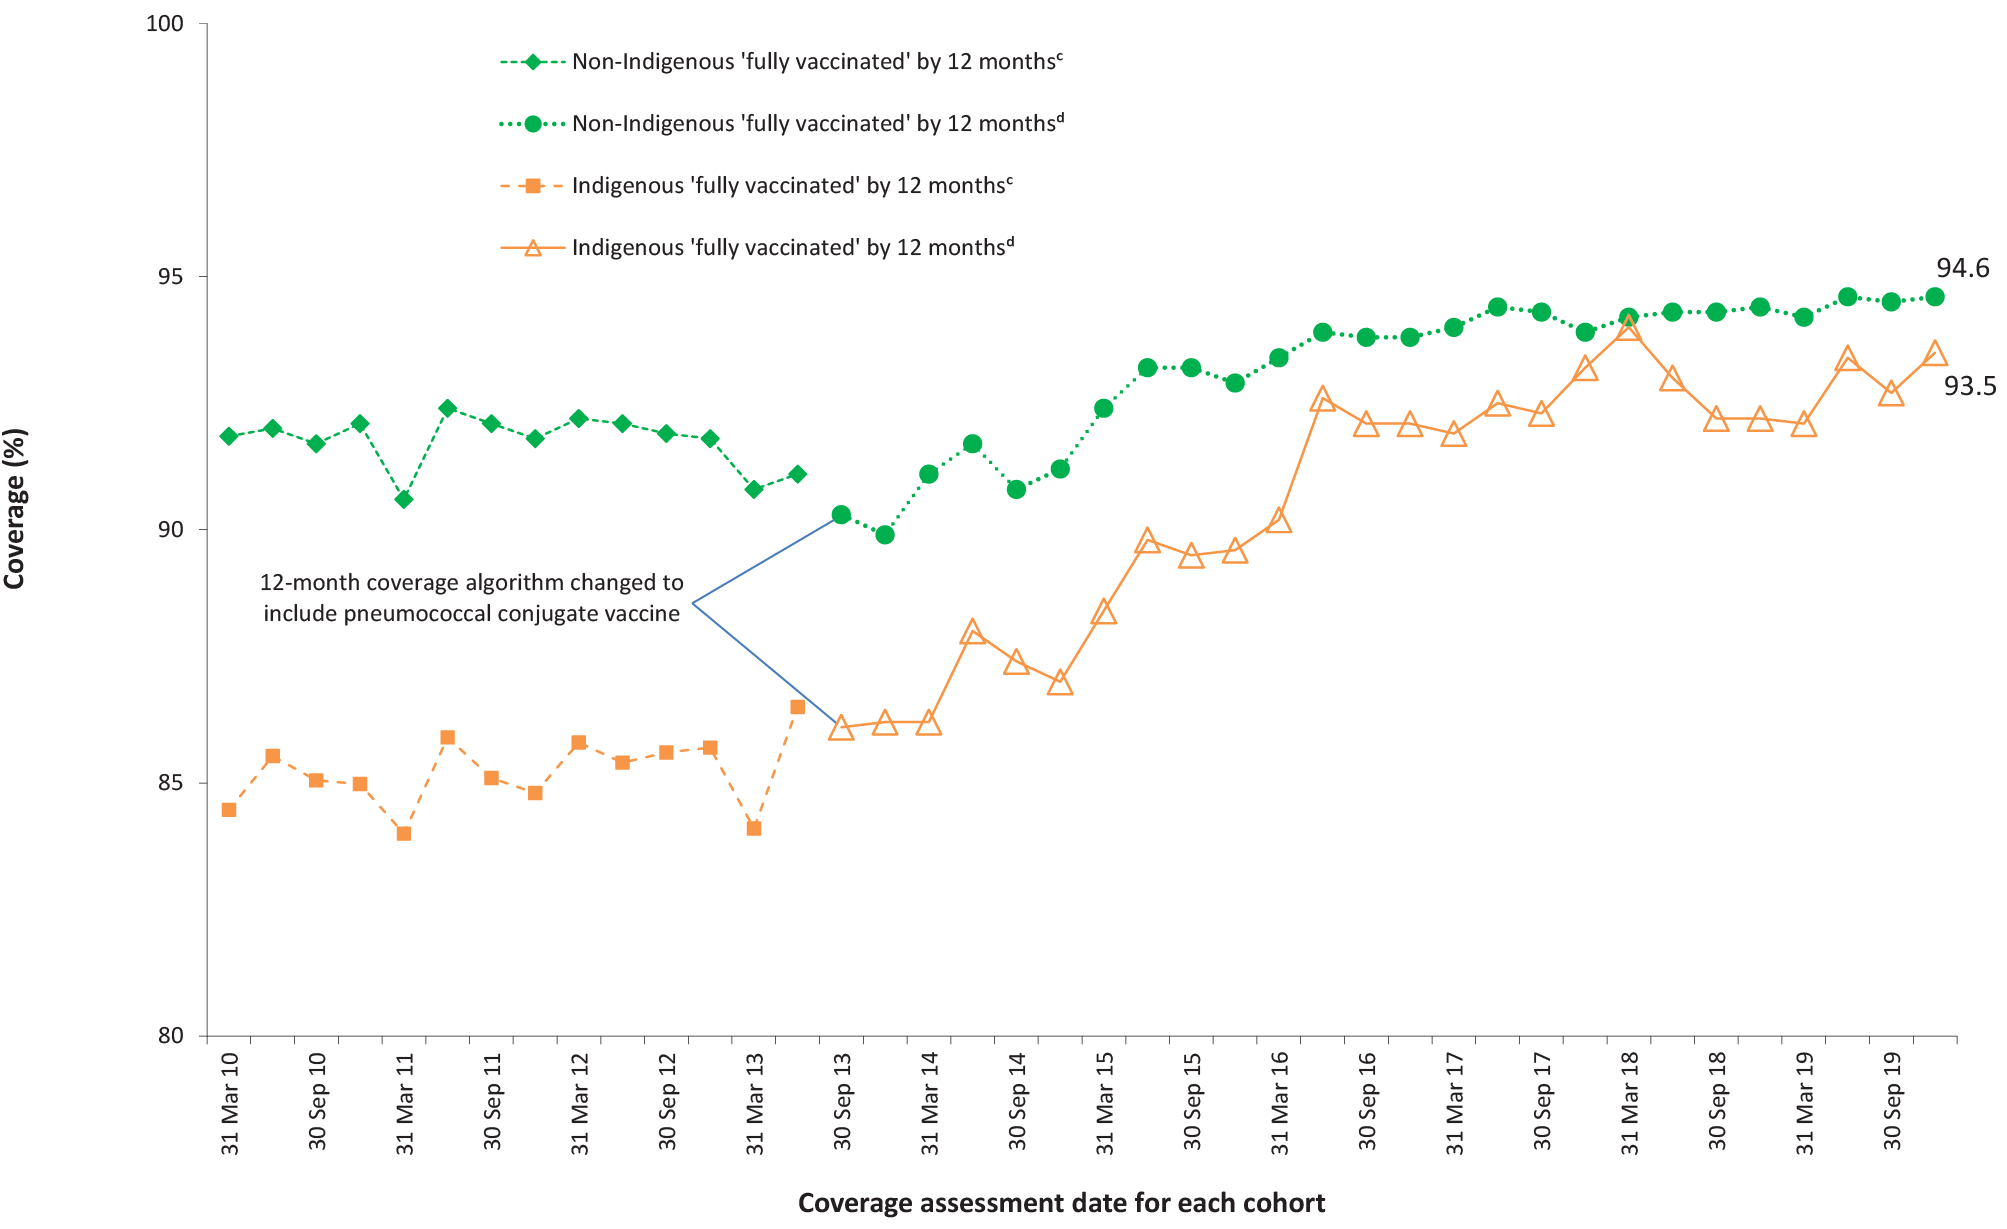 100
95
90
85
80
Coverage (%)
Non-Indigenous 'fully vaccinated' by 12 monthsᶜ
Non-Indigenous 'fully vaccinated' by 12 monthsᵈ
Indigenous 'fully vaccinated' by 12 monthsᶜ
Indigenous 'fully vaccinated' by 12 monthsᵈ
94.6
93.5
12-month coverage algorithm changed to
include pneumococcal conjugate vaccine
31 Mar 10
30 Sep 10
31 Mar 11
30 Sep 11
31 Mar 12
30 Sep 12
31 Mar 13
30 Sep 13
31 Mar 14
30 Sep 14
31 Mar 15
30 Sep 15
31 Mar 16
30 Sep 16
31 Mar 17
30 Sep 17
31 Mar 18
30 Sep 18
31 Mar 19
30 Sep 19
Coverage assessment date for each cohort